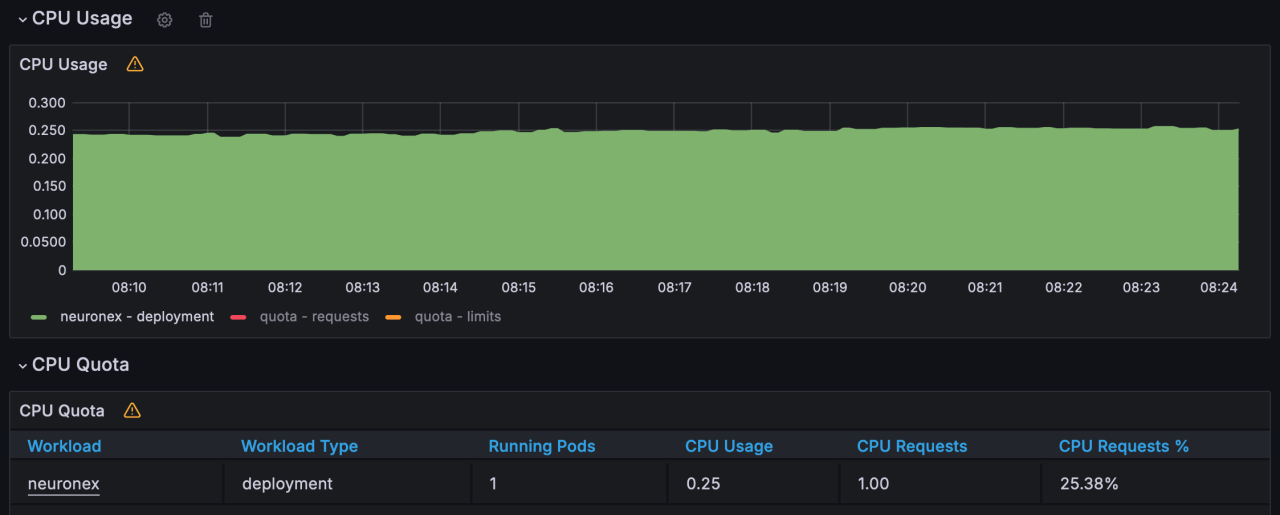 CPU Usage
CPU Usage
0.300
0.250
0.200
0.150
0.100
0.0500
0
08:10 08:11 08:12 08:13 08:14 08:15 08:16 08:17 08:18 08:19 08:20 08:21 08:22 08:23 08:24
neuronex - deployment quota - requests quota - limits
CPU Quota
CPU Quota
Workload Workload Type Running Pods CPU Usage CPU Requests CPU Requests %
neuronex deployment 1 0.25 1.00 25.38%